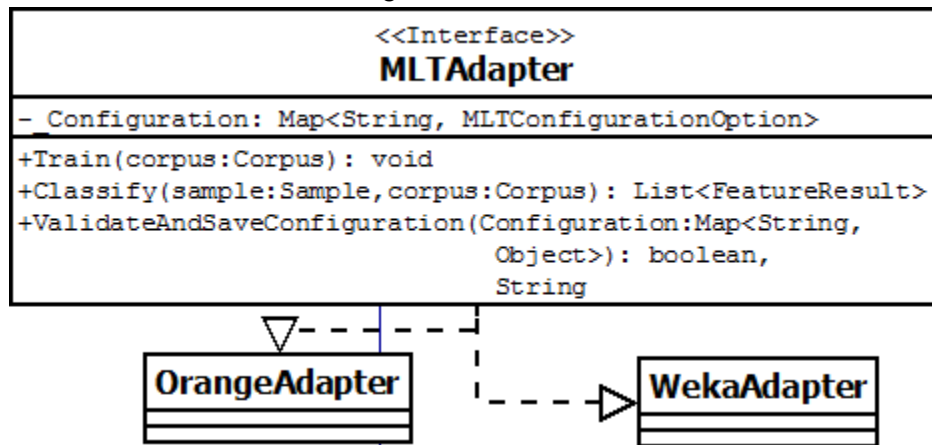 <<Interface>>
MLTAdapter
-_Configuration: Map<String, MLTConfigurationOption>
+Train(corpus:Corpus): void
+Classify(sample:Sample,corpus:Corpus): List<FeatureResult>
+ValidateAndSaveConfiguration(Configuration:Map<String,
Object>): boolean,
String
OrangeAdapter
WekaAdapter